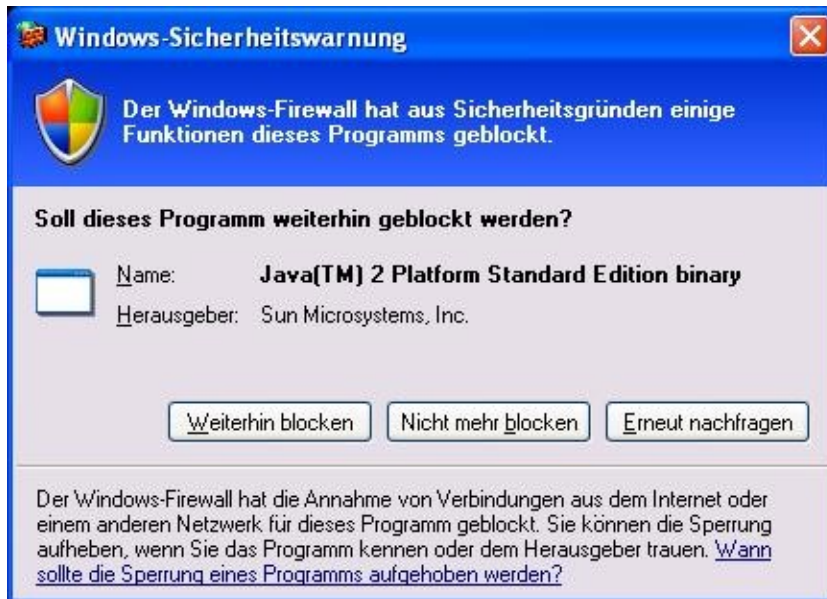 Windows-Sicherheitswarnung
Der Windows-Firewall hat aus Sicherheitsgründen einige
Funktionen dieses Programms geblockt.
Soll dieses Programm weiterhin geblockt werden?
Name: Java(TM) 2 Platform Standard Edition binary
Herausgeber: Sun Microsystems, Inc.
Weiterhin blocken Nicht mehr blocken Erneut nachfragen
Der Windows-Firewall hat die Annahme von Verbindungen aus dem Internet oder
einem anderen Netzwerk für dieses Programm geblockt. Sie können die Sperrung
aufheben, wenn Sie das Programm kennen oder dem Herausgeber trauen. Wann
sollte die Sperrung eines Programms aufgehoben werden?